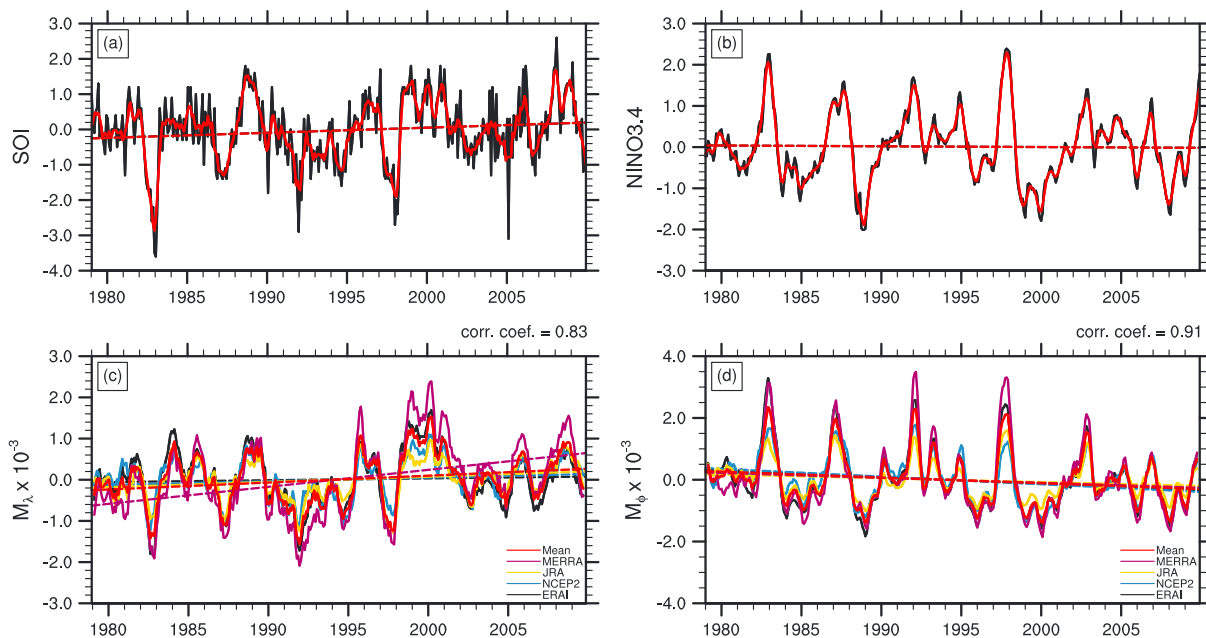 (a)
SOI
3.0
2.0
1.0
0.0
-1.0
-2.0
-3.0
-4.0
1980 1985 1990 1995 2000 2005
(b)
NINO3.4
3.0
2.0
1.0
0.0
-1.0
-2.0
-3.0
1980 1985 1990 1995 2000 2005
corr. coef. = 0.83
(c)
M_λ x 10⁻³
3.0
2.0
1.0
0.0
-1.0
-2.0
-3.0
Mean
MERRA
JRA
NCEP2
ERAI
1980 1985 1990 1995 2000 2005
corr. coef. = 0.91
(d)
M_ϕ x 10⁻³
4.0
2.0
0.0
-2.0
-4.0
Mean
MERRA
JRA
NCEP2
ERAI
1980 1985 1990 1995 2000 2005